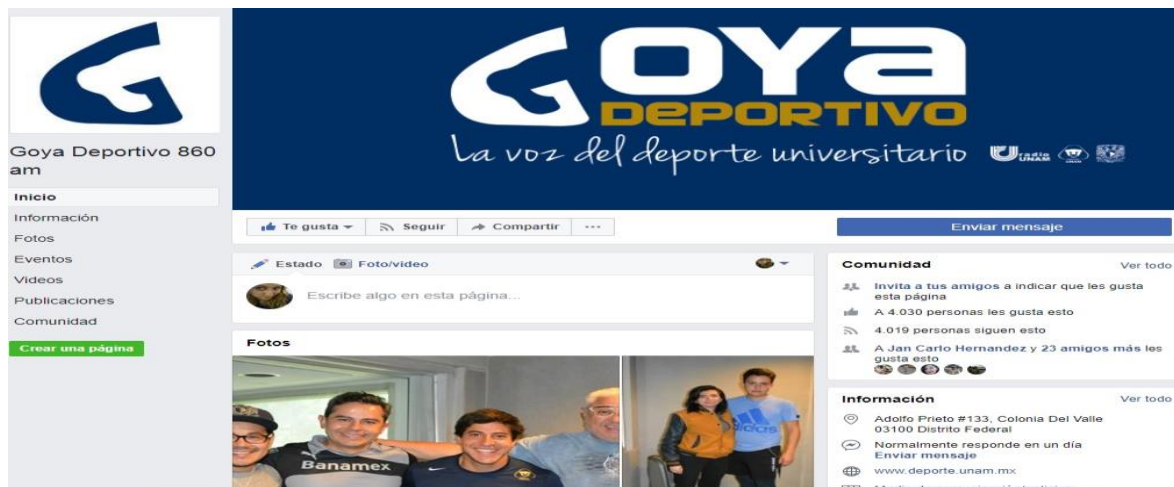 GOYA
DEPORTIVO
La voz del deporte universitario
radio
UNAM
Goya Deportivo 860
am
Inicio
Información
Fotos
Eventos
Videos
Publicaciones
Comunidad
Crear una página
Te gusta
Seguir
Compartir
...
Enviar mensaje
Estado
Foto/video
Escribe algo en esta página...
Fotos
Banamex
adidas
Comunidad
Ver todo
Invita a tus amigos a indicar que les gusta
esta página
A 4.030 personas les gusta esto
4.019 personas siguen esto
A Jan Carlo Hernandez y 23 amigos más les
gusta esto
Información
Ver todo
Adolfo Prieto #133, Colonia Del Valle
03100 Distrito Federal
Normalmente responde en un día
Enviar mensaje
www.deporte.unam.mx